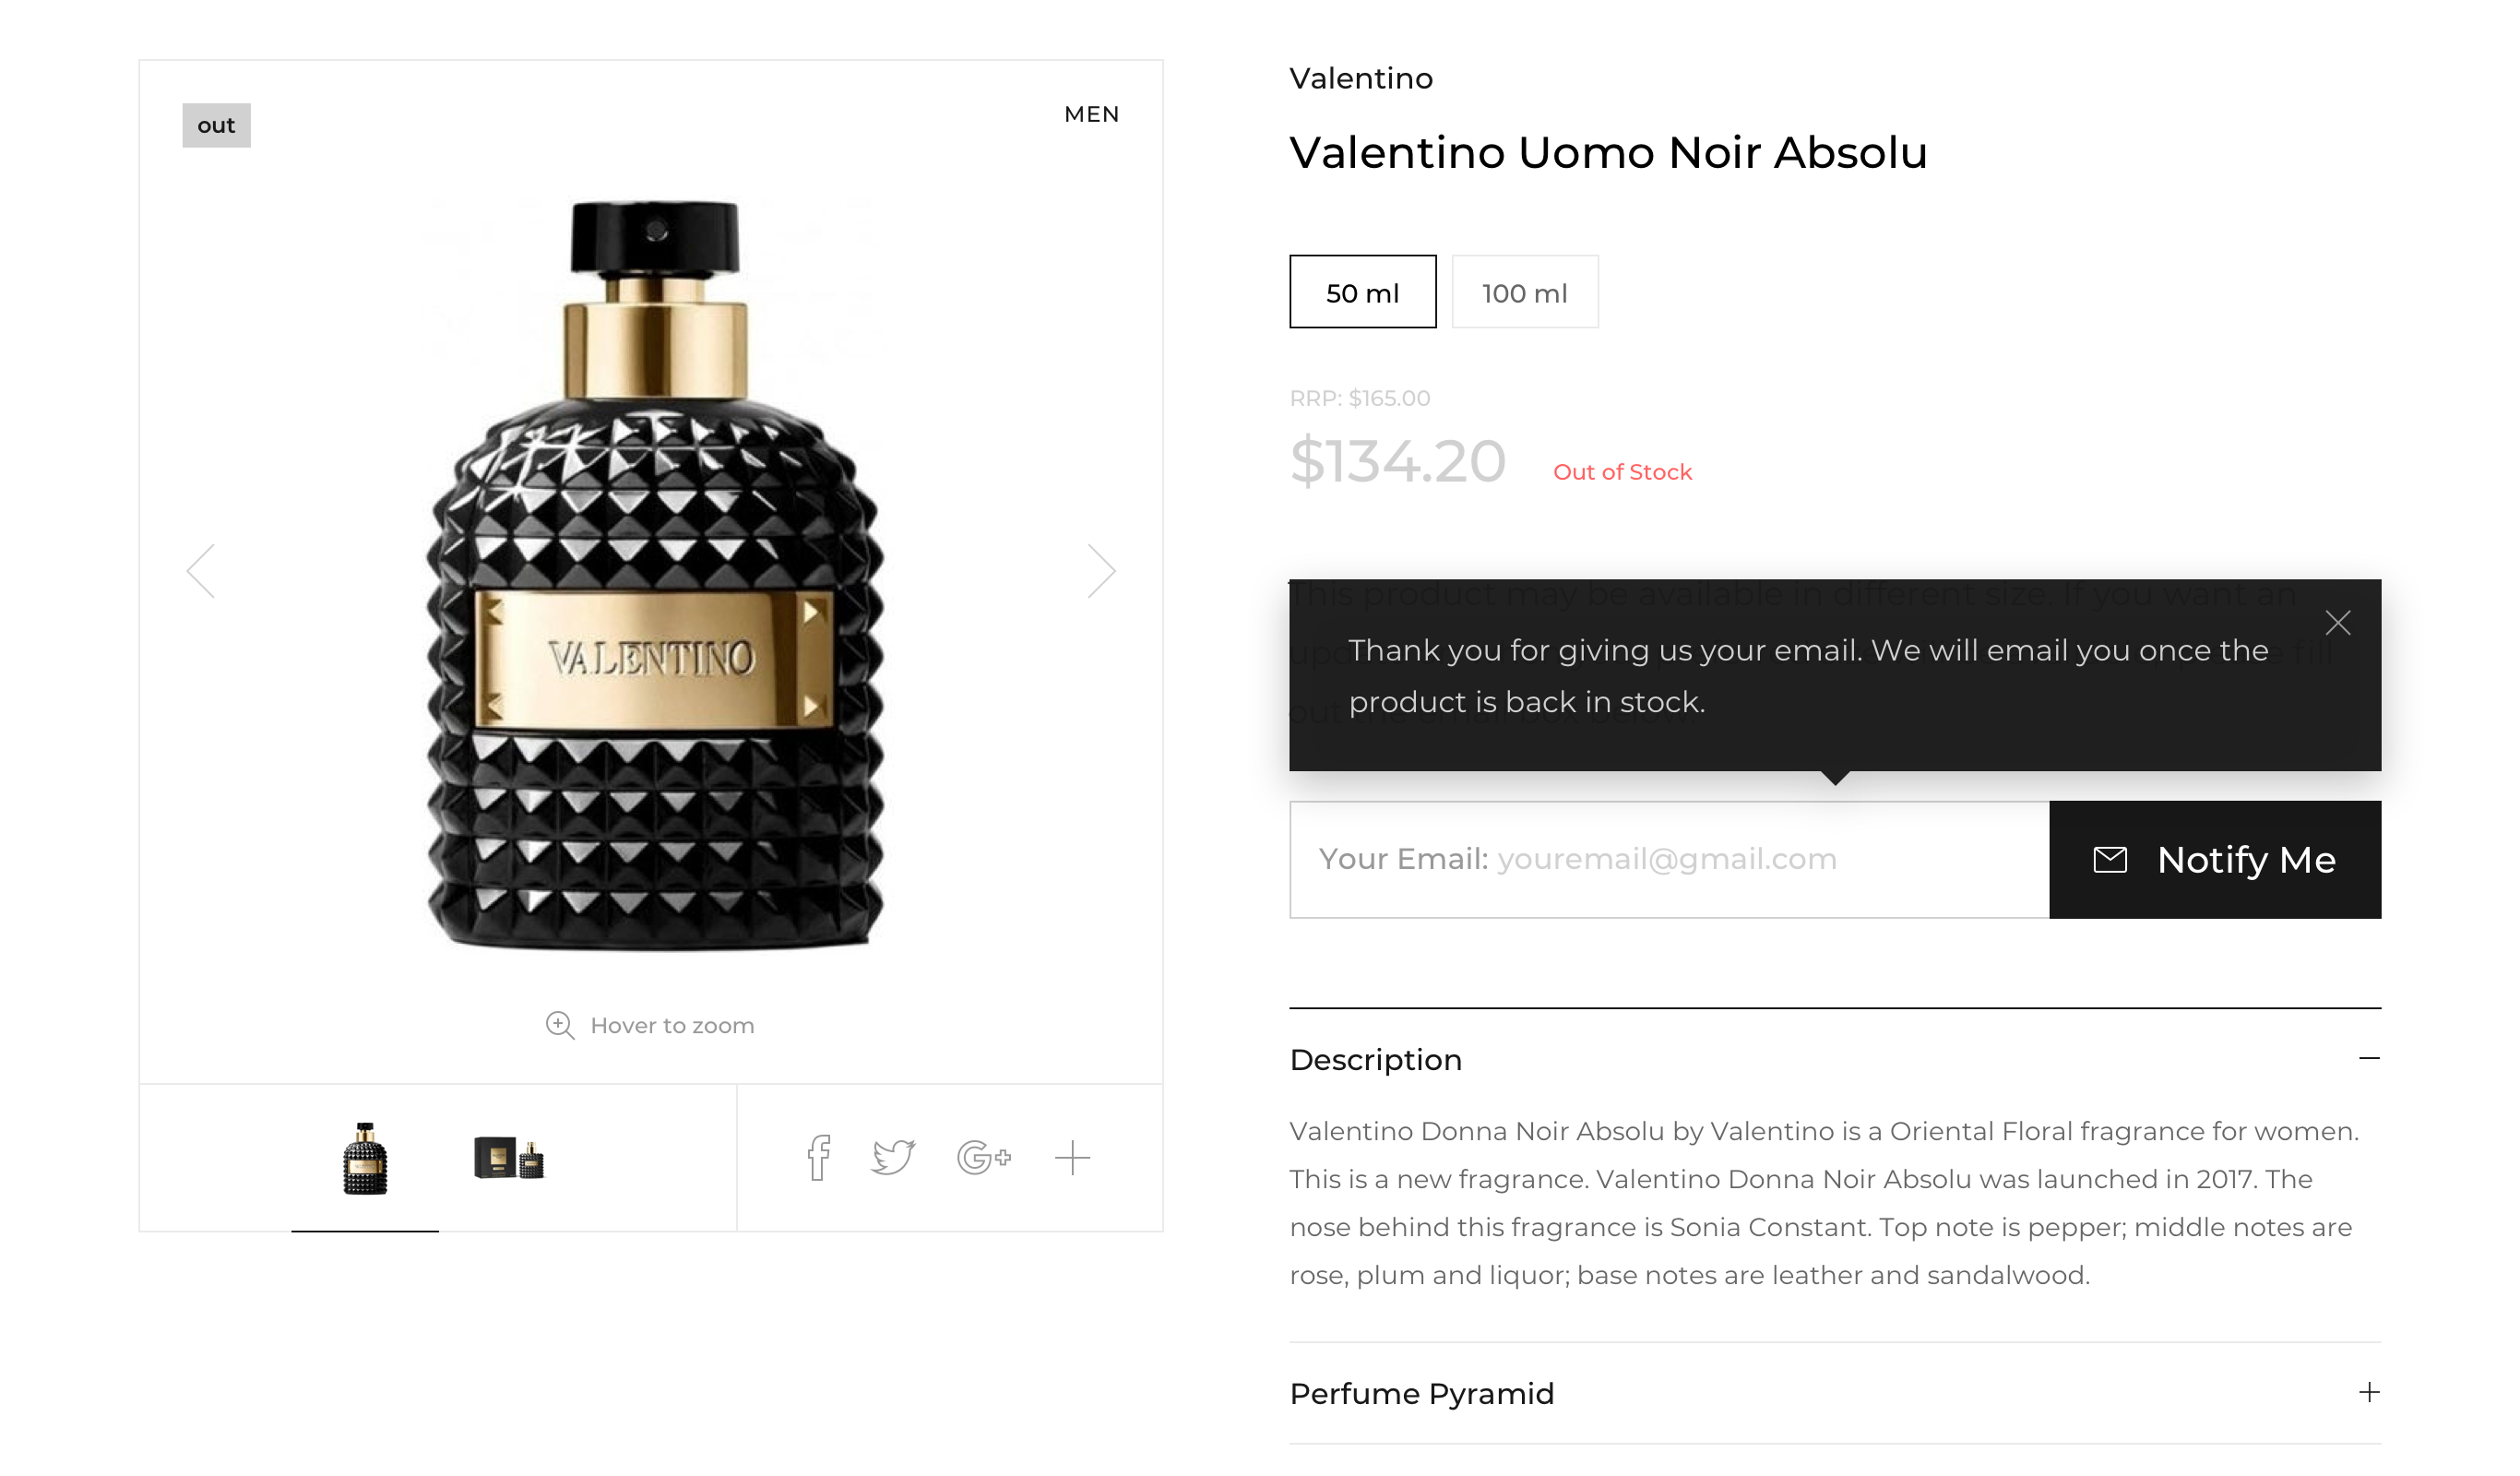 out
MEN
VALENTINO
Hover to zoom
Valentino
Valentino Uomo Noir Absolu
50 ml
100 ml
RRP: $165.00
$134.20
Out of Stock
This product may be available in different size. If you want an
fill
Thank you for giving us your email. We will email you once the
product is back in stock.
Your Email: youremail@gmail.com
Notify Me
Description
Valentino Donna Noir Absolu by Valentino is a Oriental Floral fragrance for women.
This is a new fragrance. Valentino Donna Noir Absolu was launched in 2017. The
nose behind this fragrance is Sonia Constant. Top note is pepper; middle notes are
rose, plum and liquor; base notes are leather and sandalwood.
Perfume Pyramid